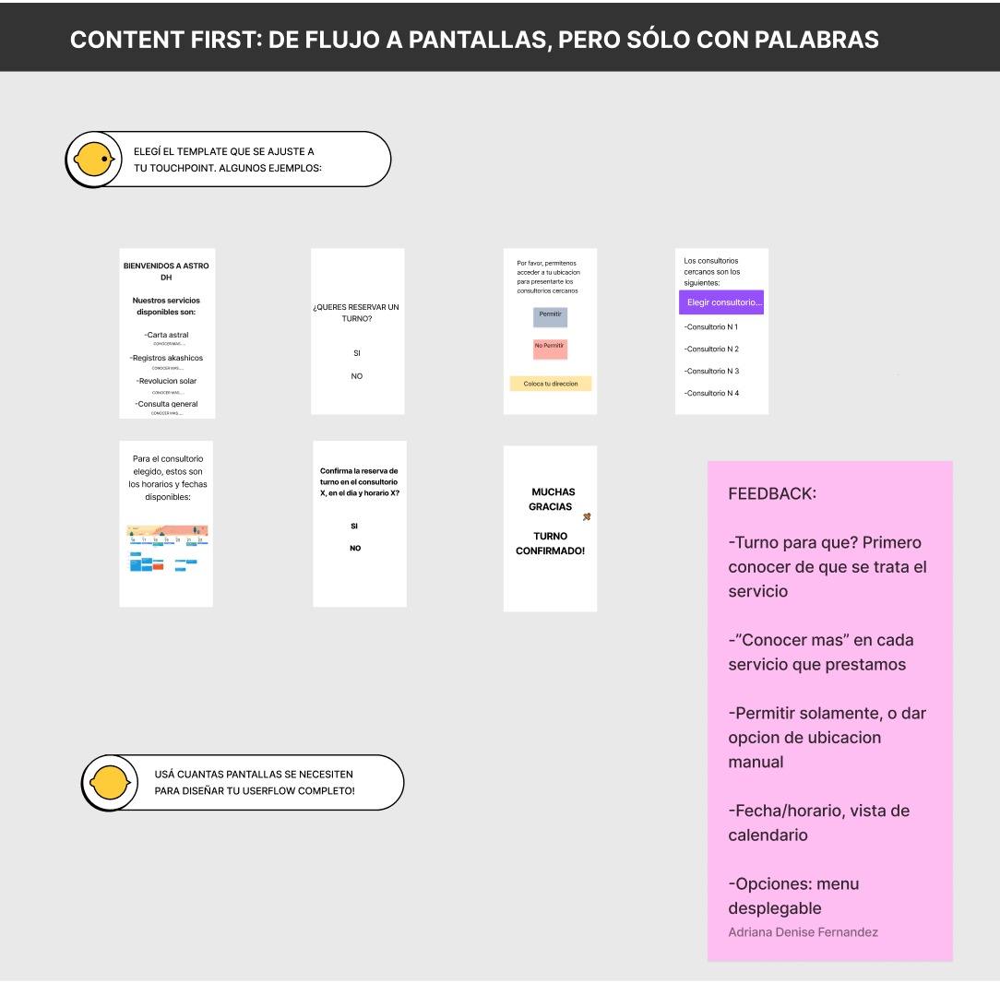 CONTENT FIRST: DE FLUJO A PANTALLAS, PERO SÓLO CON PALABRAS
ELEGÍ EL TEMPLATE QUE SE AJUSTE A
TU TOUCHPOINT. ALGUNOS EJEMPLOS:
BIENVENIDOS A ASTRO
DH
Nuestros servicios
disponibles son:
-Carta astral
CONOCER MAS.....
-Registros akashicos
CONOCER MAS.....
-Revolucion solar
CONOCER MAS.....
-Consulta general
CONOCER MAS.....
¿QUERES RESERVAR UN
TURNO?
SI
NO
Por favor, permitenos
acceder a tu ubicacion
para presentarte los
consultorios cercanos
Permitir
No Permitir
Coloca tu direccion
Los consultorios
cercanos son los
siguientes:
Elegir consultorio...
-Consultorio N 1
-Consultorio N 2
-Consultorio N 3
-Consultorio N 4
Para el consultorio
elegido, estos son
los horarios y fechas
disponibles:
16 17 18 19 20 21 22
Confirma la reserva de
turno en el consultorio
X, en el dia y horario X?
SI
NO
MUCHAS
GRACIAS
TURNO
CONFIRMADO!
FEEDBACK:
-Turno para que? Primero
conocer de que se trata el
servicio
-"Conocer mas" en cada
servicio que prestamos
-Permitir solamente, o dar
opcion de ubicacion
manual
-Fecha/horario, vista de
calendario
-Opciones: menu
desplegable
Adriana Denise Fernandez
USÁ CUANTAS PANTALLAS SE NECESITEN
PARA DISEÑAR TU USERFLOW COMPLETO!